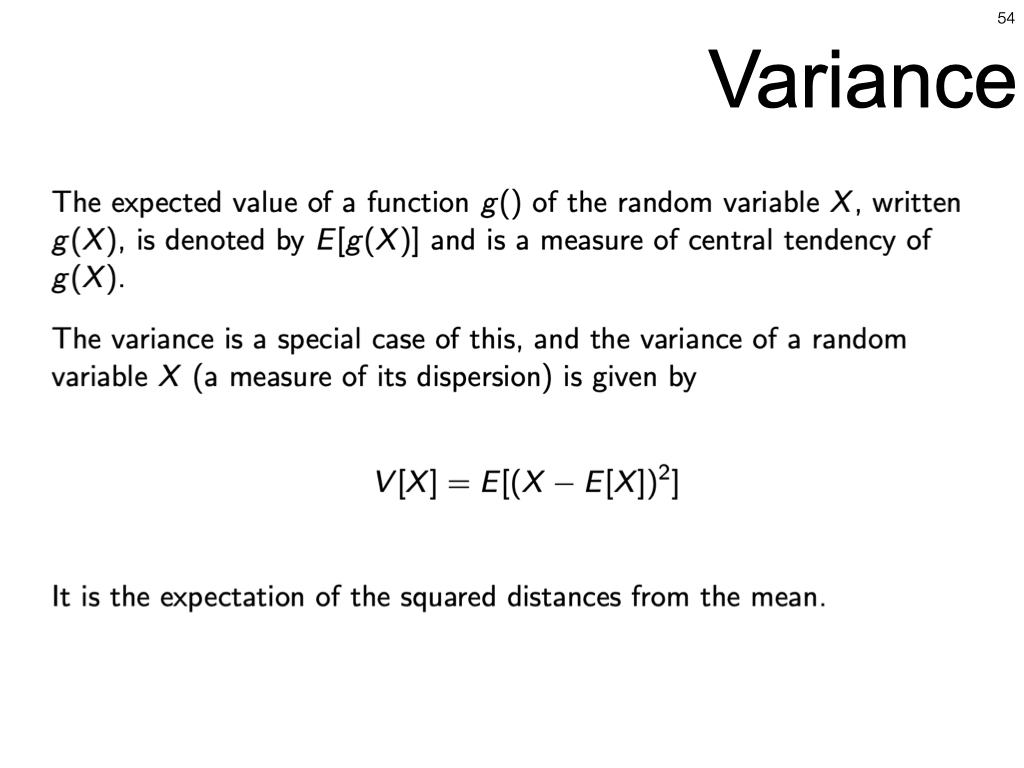 54
Variance
The expected value of a function g() of the random variable X, written
g(X), is denoted by E[g(X)] and is a measure of central tendency of
g(X).
The variance is a special case of this, and the variance of a random
variable X (a measure of its dispersion) is given by
V[X] = E[(X − E[X])²]
It is the expectation of the squared distances from the mean.